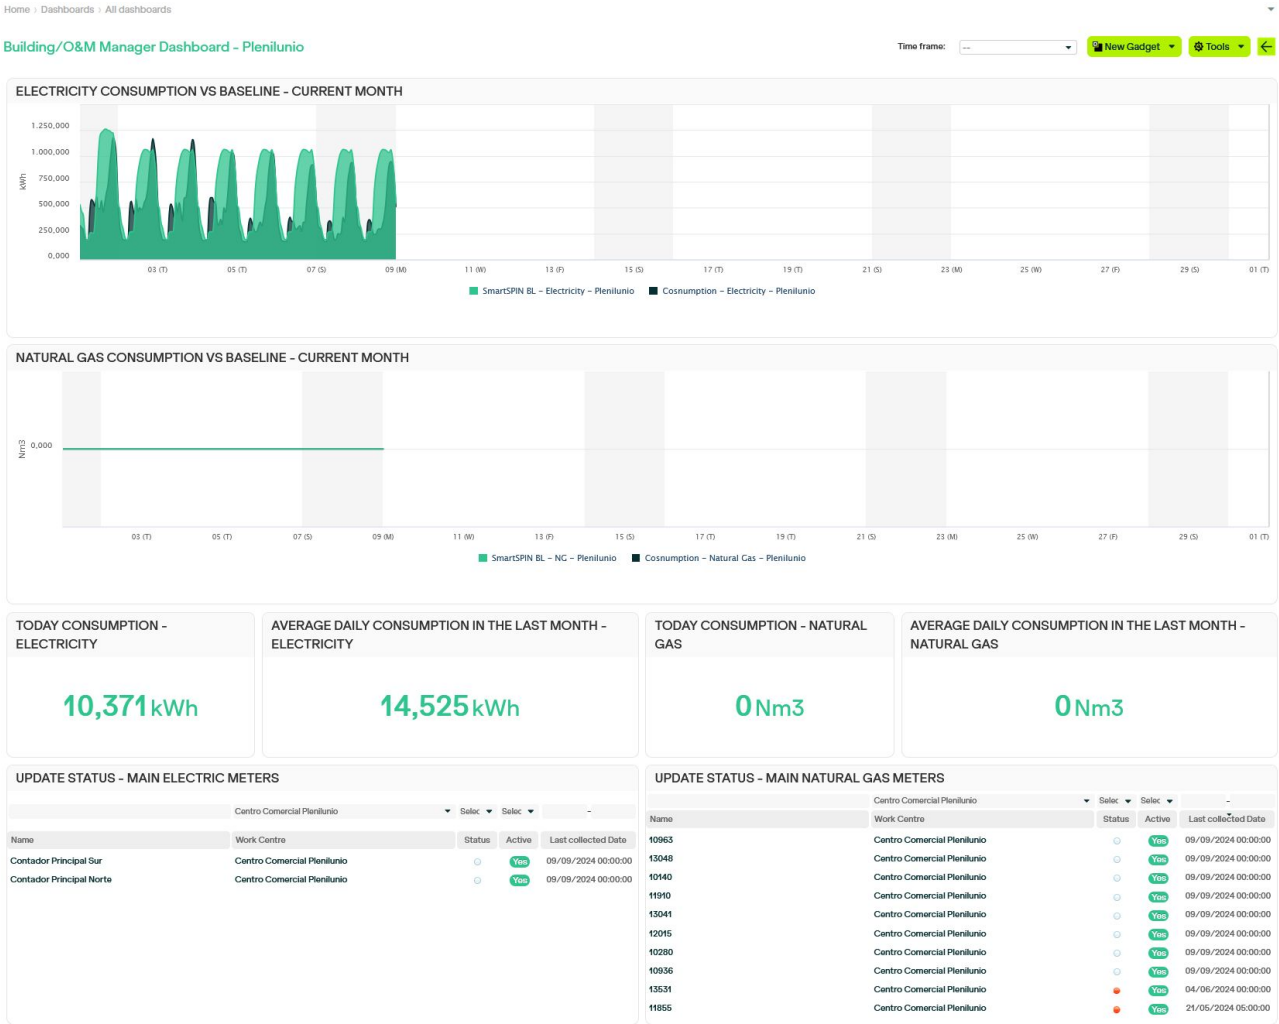 Home › Dashboards › All dashboards
Building/O&M Manager Dashboard - Plenilunio
Time frame: -- New Gadget Tools
ELECTRICITY CONSUMPTION VS BASELINE - CURRENT MONTH
1.250,000
1.000,000
750,000
500,000
250,000
0,000
kWh
03 (T) 05 (T) 07 (S) 09 (M) 11 (W) 13 (F) 15 (S) 17 (T) 19 (T) 21 (S) 23 (M) 25 (W) 27 (F) 29 (S) 01 (T)
SmartSPIN BL - Electricity - Plenilunio Cosnumption - Electricity - Plenilunio
NATURAL GAS CONSUMPTION VS BASELINE - CURRENT MONTH
Nm3
0,000
03 (T) 05 (T) 07 (S) 09 (M) 11 (W) 13 (F) 15 (S) 17 (T) 19 (T) 21 (S) 23 (M) 25 (W) 27 (F) 29 (S) 01 (T)
SmartSPIN BL - NG - Plenilunio Cosnumption - Natural Gas - Plenilunio
TODAY CONSUMPTION -
ELECTRICITY
10,371 kWh
AVERAGE DAILY CONSUMPTION IN THE LAST MONTH -
ELECTRICITY
14,525 kWh
TODAY CONSUMPTION - NATURAL
GAS
0 Nm3
AVERAGE DAILY CONSUMPTION IN THE LAST MONTH -
NATURAL GAS
0 Nm3
UPDATE STATUS - MAIN ELECTRIC METERS
Centro Comercial Plenilunio Selec Selec -
Name Work Centre Status Active Last collected Date
Contador Principal Sur Centro Comercial Plenilunio Yes 09/09/2024 00:00:00
Contador Principal Norte Centro Comercial Plenilunio Yes 09/09/2024 00:00:00
UPDATE STATUS - MAIN NATURAL GAS METERS
Centro Comercial Plenilunio Selec Selec -
Name Work Centre Status Active Last collected Date
10963 Centro Comercial Plenilunio Yes 09/09/2024 00:00:00
13048 Centro Comercial Plenilunio Yes 09/09/2024 00:00:00
10140 Centro Comercial Plenilunio Yes 09/09/2024 00:00:00
11910 Centro Comercial Plenilunio Yes 09/09/2024 00:00:00
13041 Centro Comercial Plenilunio Yes 09/09/2024 00:00:00
12015 Centro Comercial Plenilunio Yes 09/09/2024 00:00:00
10280 Centro Comercial Plenilunio Yes 09/09/2024 00:00:00
10936 Centro Comercial Plenilunio Yes 09/09/2024 00:00:00
13531 Centro Comercial Plenilunio Yes 04/06/2024 00:00:00
11855 Centro Comercial Plenilunio Yes 21/05/2024 05:00:00